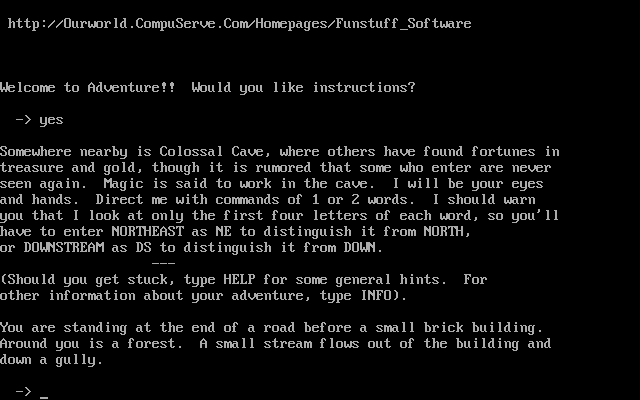 http://Ourworld.CompuServe.Com/Homepages/Funstuff_Software
Welcome to Adventure!!  Would you like instructions?
-> yes
Somewhere nearby is Colossal Cave, where others have found fortunes in
treasure and gold, though it is rumored that some who enter are never
seen again.  Magic is said to work in the cave.  I will be your eyes
and hands.  Direct me with commands of 1 or 2 words.  I should warn
you that I look at only the first four letters of each word, so you'll
have to enter NORTHEAST as NE to distinguish it from NORTH,
or DOWNSTREAM as DS to distinguish it from DOWN.
---
(Should you get stuck, type HELP for some general hints.  For
other information about your adventure, type INFO).
You are standing at the end of a road before a small brick building.
Around you is a forest.  A small stream flows out of the building and
down a gully.
-> _